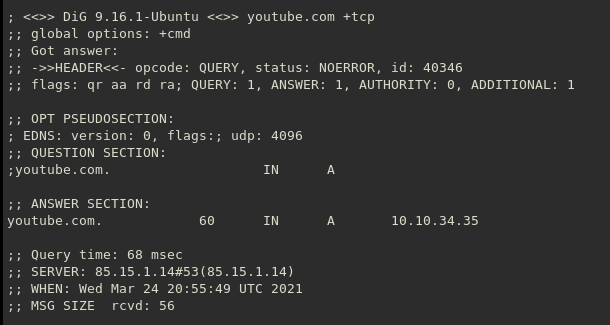 ; <<>> DiG 9.16.1-Ubuntu <<>> youtube.com +tcp
;; global options: +cmd
;; Got answer:
;; ->>HEADER<<- opcode: QUERY, status: NOERROR, id: 40346
;; flags: qr aa rd ra; QUERY: 1, ANSWER: 1, AUTHORITY: 0, ADDITIONAL: 1
;; OPT PSEUDOSECTION:
; EDNS: version: 0, flags:; udp: 4096
;; QUESTION SECTION:
;youtube.com. IN A
;; ANSWER SECTION:
youtube.com. 60 IN A 10.10.34.35
;; Query time: 68 msec
;; SERVER: 85.15.1.14#53(85.15.1.14)
;; WHEN: Wed Mar 24 20:55:49 UTC 2021
;; MSG SIZE  rcvd: 56